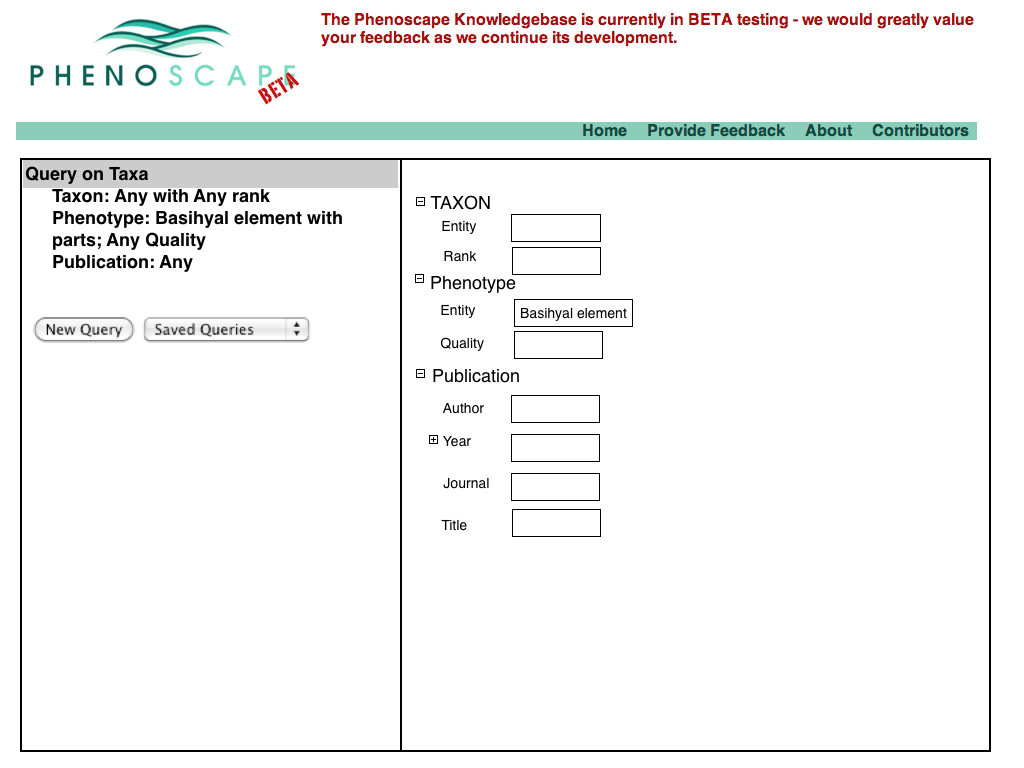 The Phenoscape Knowledgebase is currently in BETA testing - we would greatly value
your feedback as we continue its development.
PHENOSCAPE
BETA
Home Provide Feedback About Contributors
Query on Taxa
Taxon: Any with Any rank
Phenotype: Basihyal element with
parts; Any Quality
Publication: Any
New Query Saved Queries
TAXON
Entity
Rank
Phenotype
Entity Basihyal element
Quality
Publication
Author
Year
Journal
Title